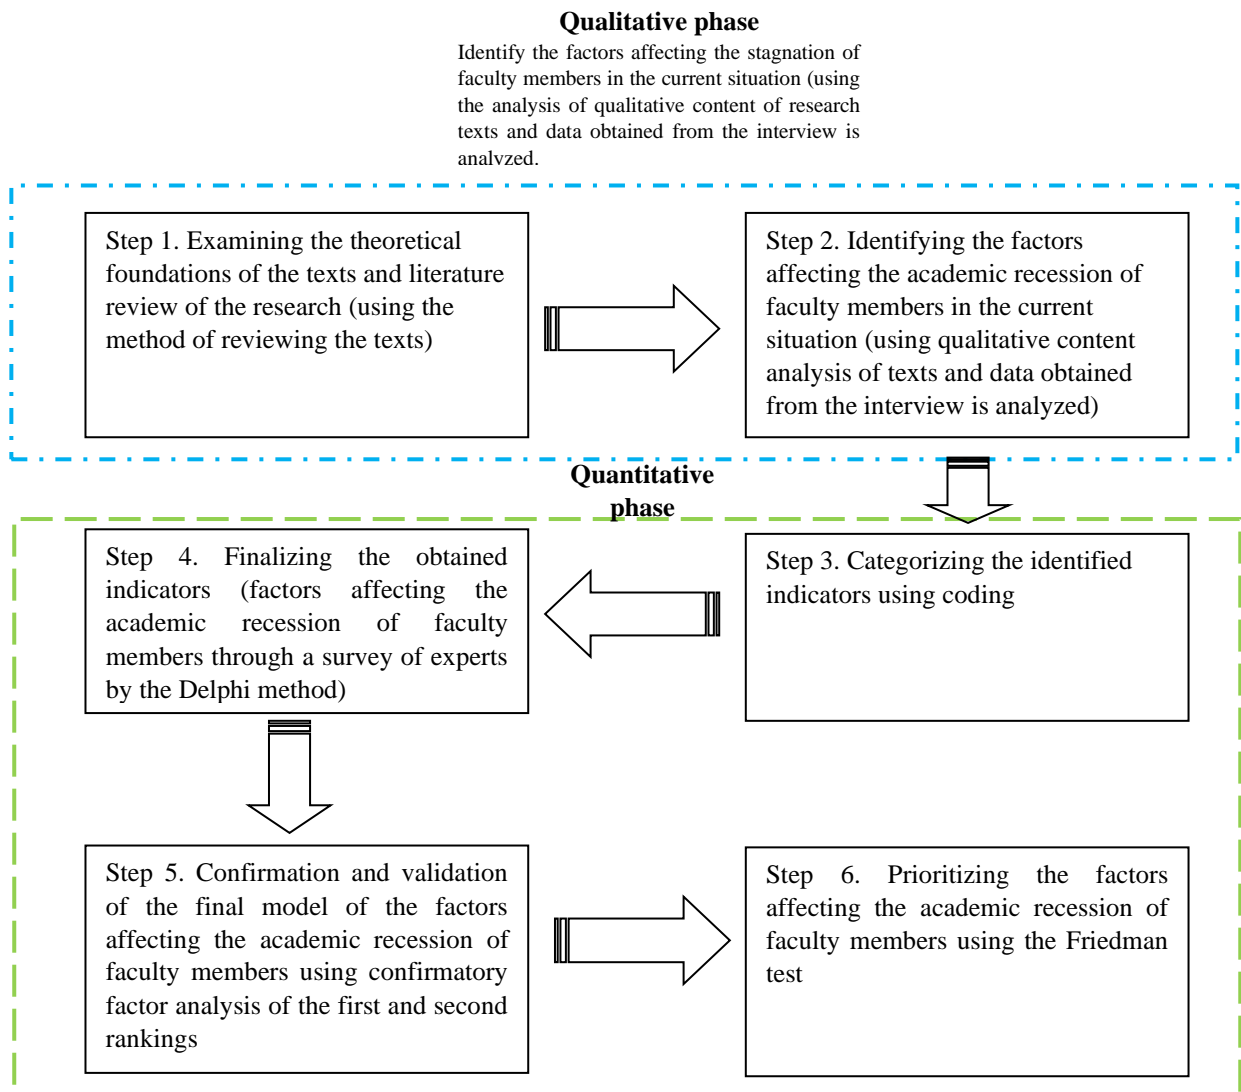 Qualitative phase
Identify the factors affecting the stagnation of
faculty members in the current situation (using
the analysis of qualitative content of research
texts and data obtained from the interview is
analyzed.
Step 1. Examining the theoretical
foundations of the texts and literature
review of the research (using the
method of reviewing the texts)
Step 2. Identifying the factors
affecting the academic recession of
faculty members in the current
situation (using qualitative content
analysis of texts and data obtained
from the interview is analyzed)
Quantitative
phase
Step 3. Categorizing the identified
indicators using coding
Step 4. Finalizing the obtained
indicators (factors affecting the
academic recession of faculty
members through a survey of experts
by the Delphi method)
Step 5. Confirmation and validation
of the final model of the factors
affecting the academic recession of
faculty members using confirmatory
factor analysis of the first and second
rankings
Step 6. Prioritizing the factors
affecting the academic recession of
faculty members using the Friedman
test